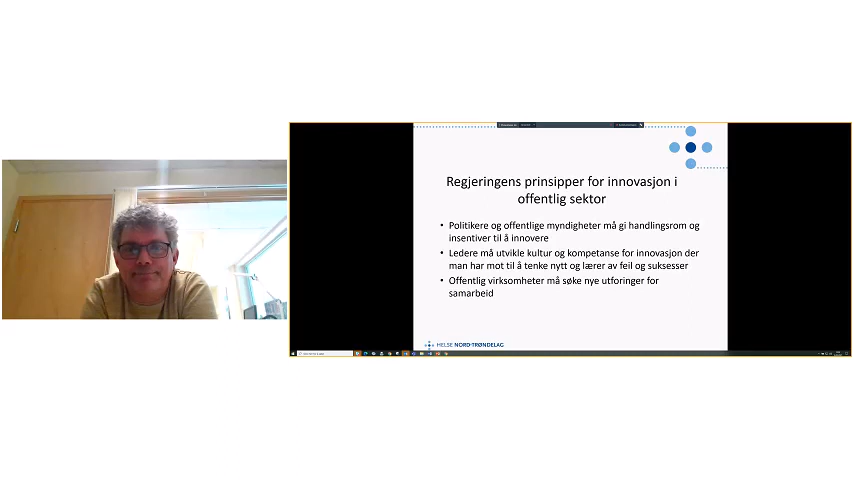 Regjeringens prinsipper for innovasjon i
offentlig sektor
• Politikere og offentlige myndigheter må gi handlingsrom og
insentiver til å innovere
• Ledere må utvikle kultur og kompetanse for innovasjon der
man har mot til å tenke nytt og lærer av feil og suksesser
• Offentlig virksomheter må søke nye utforinger for
samarbeid
HELSE NORD-TRØNDELAG